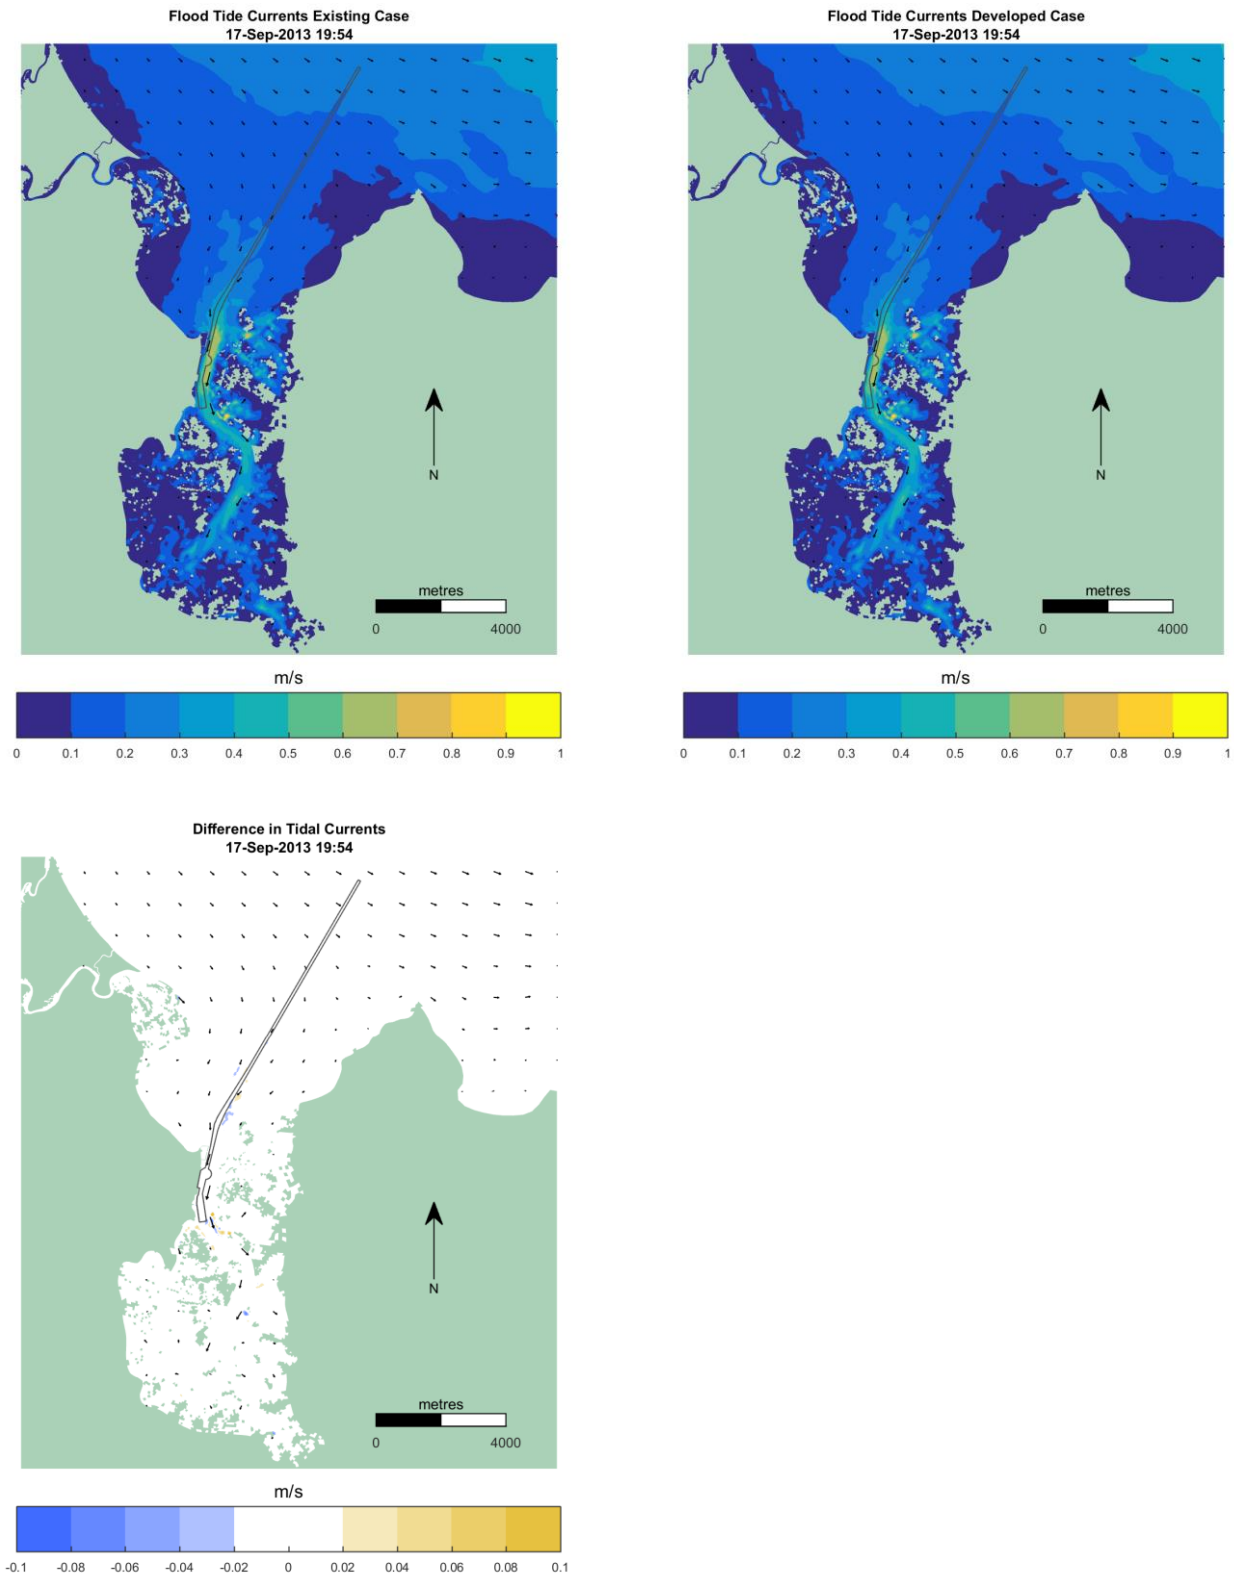 Flood Tide Currents Existing Case
17-Sep-2013 19:54
N
metres
0 4000
m/s
0 0.1 0.2 0.3 0.4 0.5 0.6 0.7 0.8 0.9 1
Flood Tide Currents Developed Case
17-Sep-2013 19:54
N
metres
0 4000
m/s
0 0.1 0.2 0.3 0.4 0.5 0.6 0.7 0.8 0.9 1
Difference in Tidal Currents
17-Sep-2013 19:54
N
metres
0 4000
m/s
-0.1 -0.08 -0.06 -0.04 -0.02 0 0.02 0.04 0.06 0.08 0.1